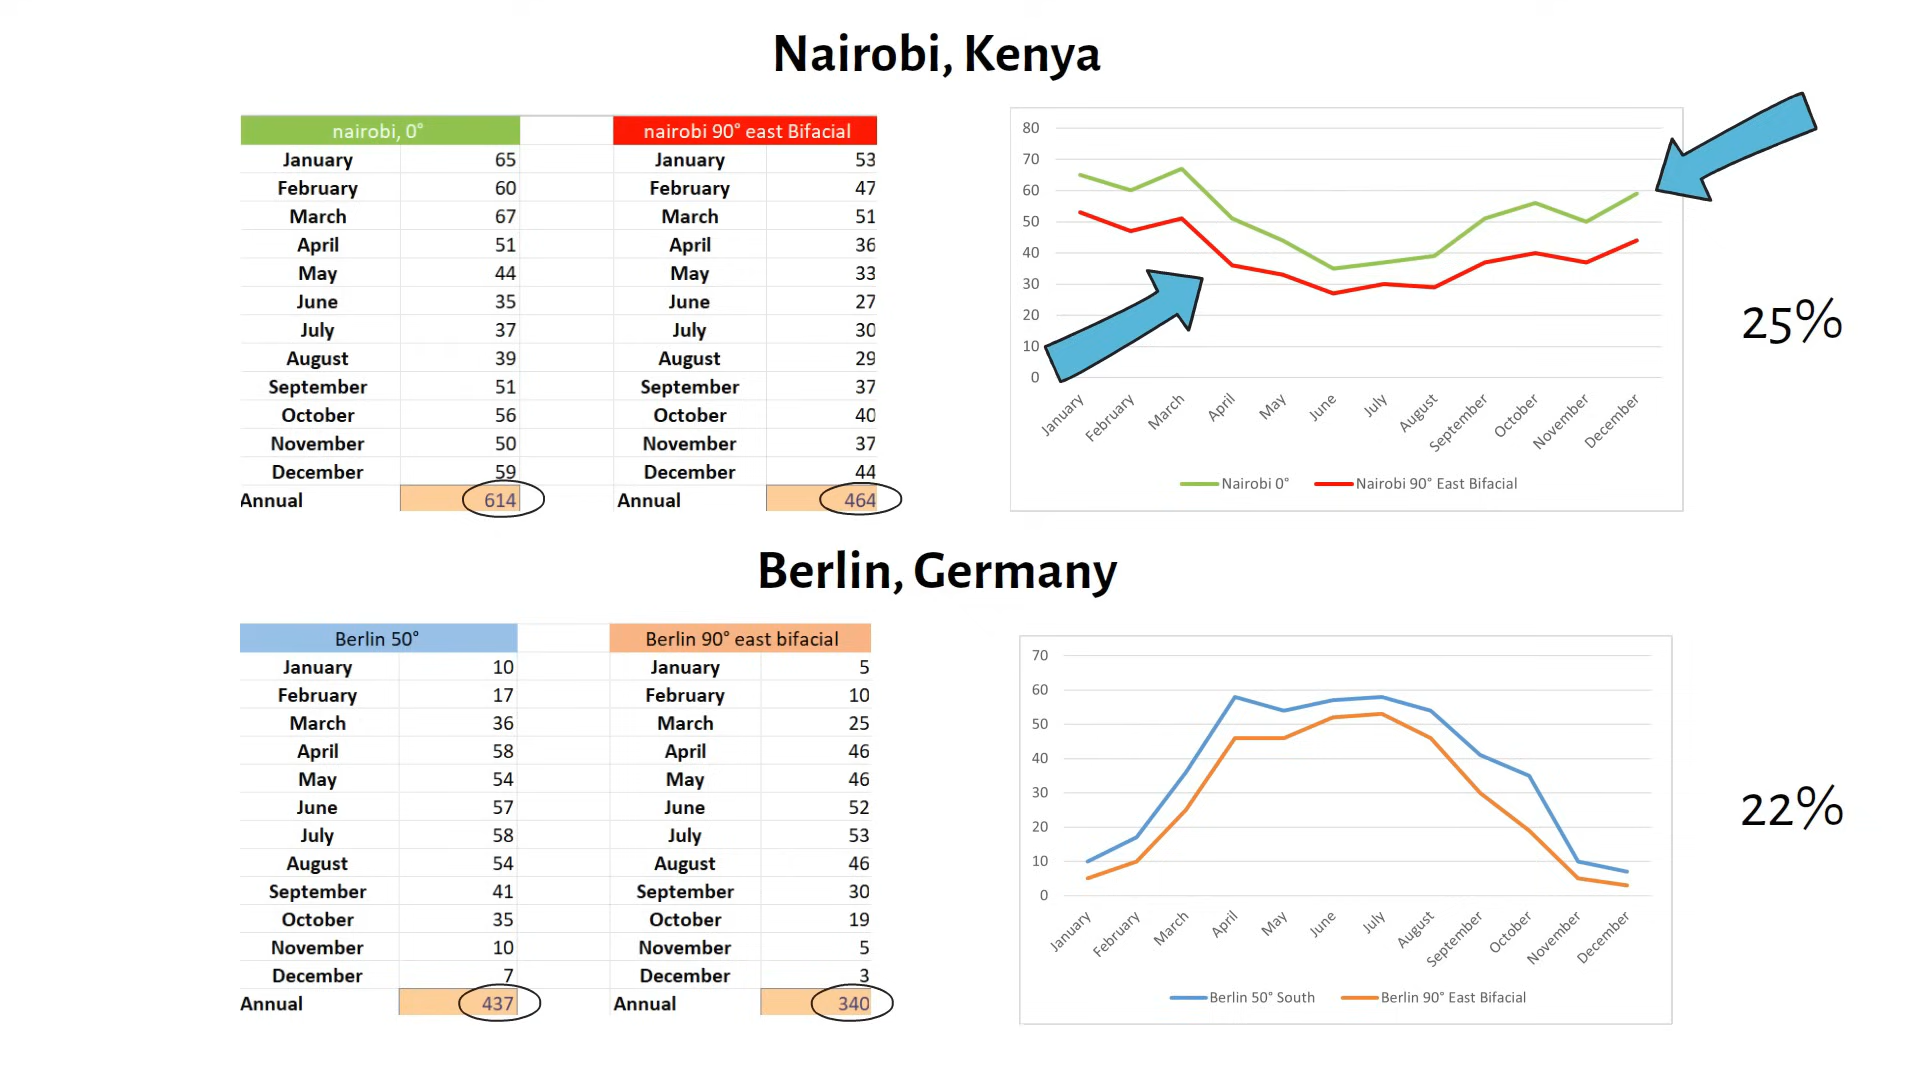 Nairobi, Kenya
nairobi, 0° nairobi 90° east Bifacial
January 65 January 53
February 60 February 47
March 67 March 51
April 51 April 36
May 44 May 33
June 35 June 27
July 37 July 30
August 39 August 29
September 51 September 37
October 56 October 40
November 50 November 37
December 59 December 44
Annual 614 Annual 464
80
70
60
50
40
30
20
10
0
January February March April May June July August September October November December
Nairobi 0° Nairobi 90° East Bifacial
25%
Berlin, Germany
Berlin 50° Berlin 90° east bifacial
January 10 January 5
February 17 February 10
March 36 March 25
April 58 April 46
May 54 May 46
June 57 June 52
July 58 July 53
August 54 August 46
September 41 September 30
October 35 October 19
November 10 November 5
December 7 December 3
Annual 437 Annual 340
70
60
50
40
30
20
10
0
January February March April May June July August September October November December
Berlin 50° South Berlin 90° East Bifacial
22%